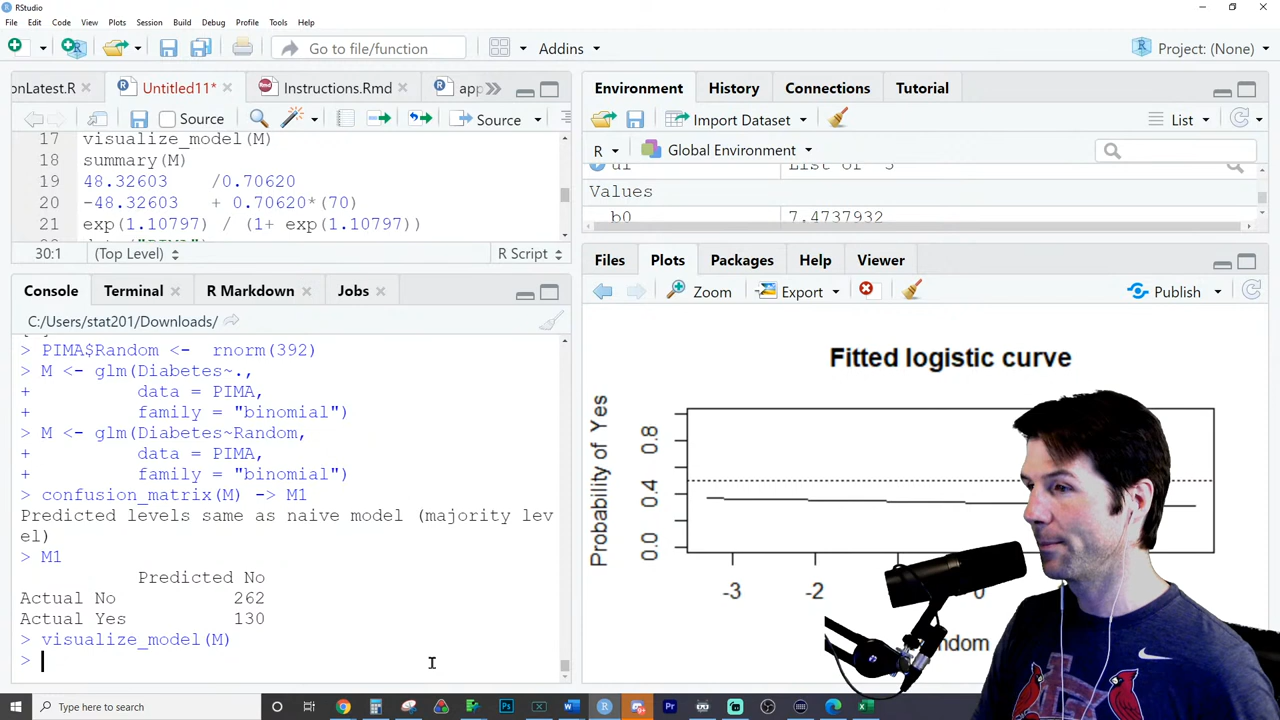 RStudio
File Edit Code View Plots Session Build Debug Profile Tools Help
Go to file/function Addins Project: (None)
onLatest.R Untitled11* Instructions.Rmd app
Source Source
17 visualize_model(M)
18 summary(M)
19 48.32603 /0.70620
20 -48.32603 + 0.70620*(70)
21 exp(1.10797) / (1+ exp(1.10797))
30:1 (Top Level) R Script
Console Terminal R Markdown Jobs
C:/Users/stat201/Downloads/
> PIMA$Random <- rnorm(392)
> M <- glm(Diabetes~.,
+ data = PIMA,
+ family = "binomial")
> M <- glm(Diabetes~Random,
+ data = PIMA,
+ family = "binomial")
> confusion_matrix(M) -> M1
Predicted levels same as naive model (majority lev
el)
> M1
Predicted No
Actual No 262
Actual Yes 130
> visualize_model(M)
>
Environment History Connections Tutorial
Import Dataset List
R Global Environment
Values
b0 7.4737932
Files Plots Packages Help Viewer
Zoom Export Publish
Fitted logistic curve
Probability of Yes
0.8
0.4
0.0
-3 -2 0
ndom
Type here to search